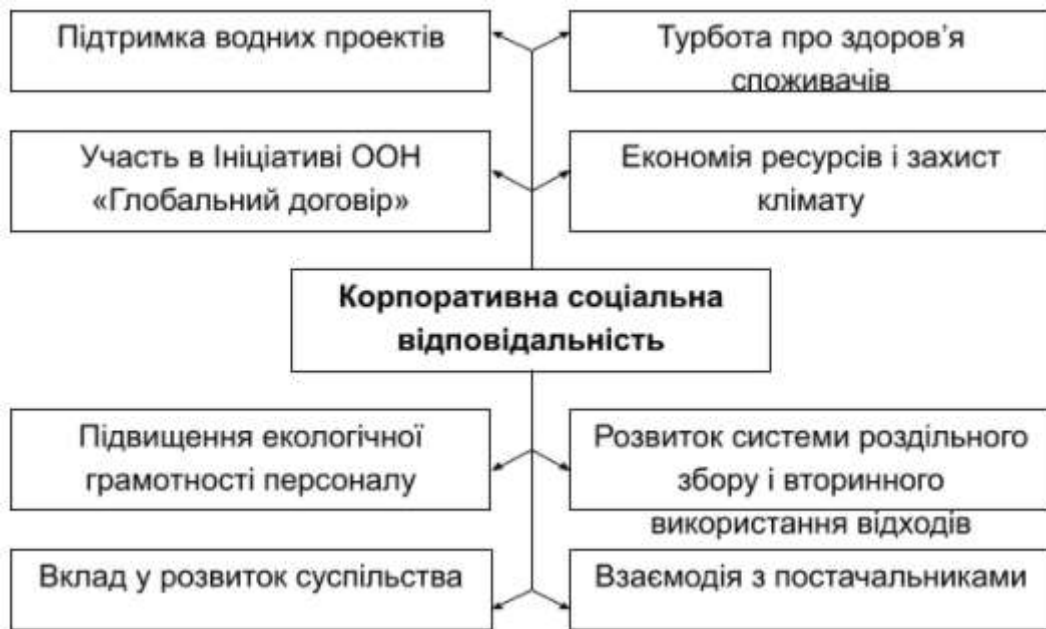 Підтримка водних проектів
Турбота про здоров’я
споживачів
Участь в Ініціативі ООН
«Глобальний договір»
Економія ресурсів і захист
клімату
Корпоративна соціальна
відповідальність
Підвищення екологічної
грамотності персоналу
Розвиток системи роздільного
збору і вторинного
використання відходів
Вклад у розвиток суспільства
Взаємодія з постачальниками